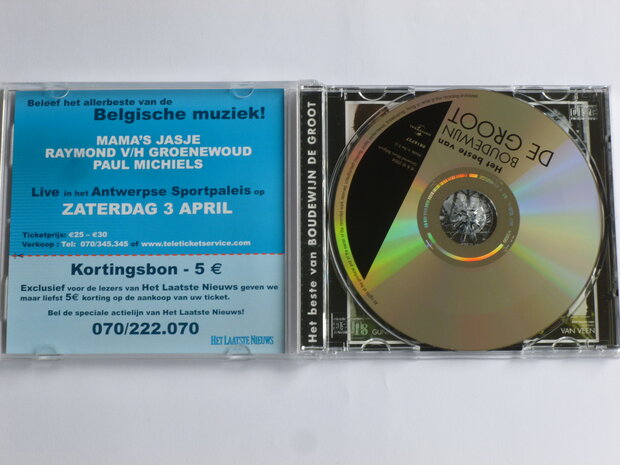 Beleef het allerbeste van de
Belgische muziek!
MAMA'S JASJE
RAYMOND V/H GROENEWOUD
PAUL MICHIELS
Live in het Antwerpse Sportpaleis op
ZATERDAG 3 APRIL
Ticketprijs: €25 – €30
Verkoop : Tel: 070/345.345 of www.teleticketservice.com
Kortingsbon - 5 €
Exclusief voor de lezers van Het Laatste Nieuws geven we
maar liefst 5€ korting op de aankoop van uw ticket.
Bel de speciale actielijn van Het Laatste Nieuws!
070/222.070
HET LAATSTE NIEUWS
Het beste van BOUDEWIJN DE GROOT
Het beste van
BOUDEWIJN
DE GROOT
VAN VEEN